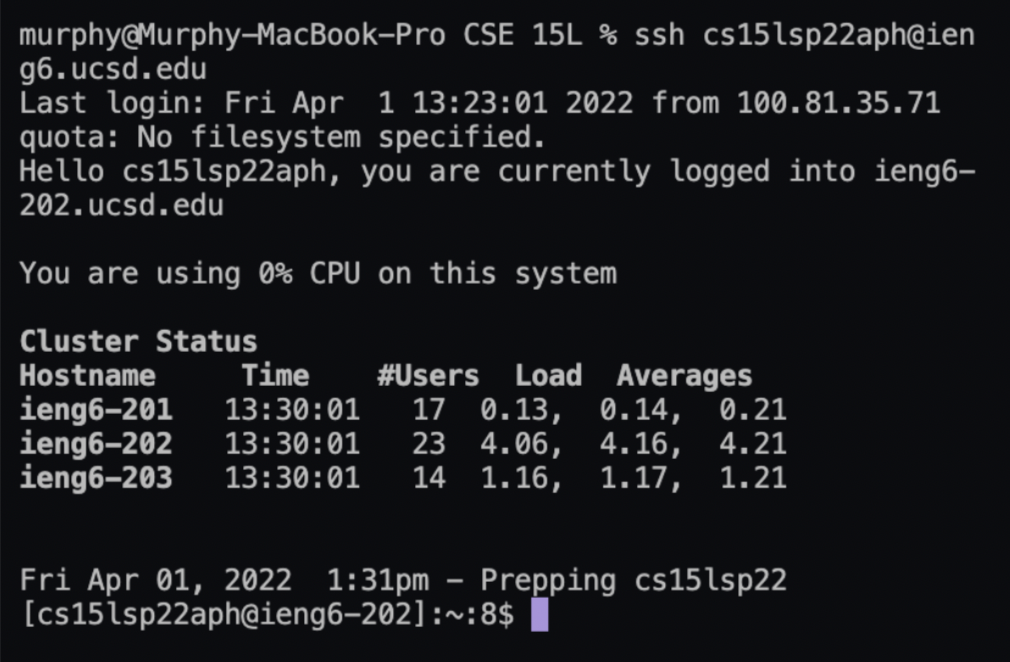 murphy@Murphy-MacBook-Pro CSE 15L % ssh cs15lsp22aph@ien
g6.ucsd.edu
Last login: Fri Apr  1 13:23:01 2022 from 100.81.35.71
quota: No filesystem specified.
Hello cs15lsp22aph, you are currently logged into ieng6-
202.ucsd.edu
You are using 0% CPU on this system
Cluster Status
Hostname     Time    #Users  Load  Averages
ieng6-201   13:30:01   17  0.13,  0.14,  0.21
ieng6-202   13:30:01   23  4.06,  4.16,  4.21
ieng6-203   13:30:01   14  1.16,  1.17,  1.21
Fri Apr 01, 2022  1:31pm - Prepping cs15lsp22
[cs15lsp22aph@ieng6-202]:~:8$